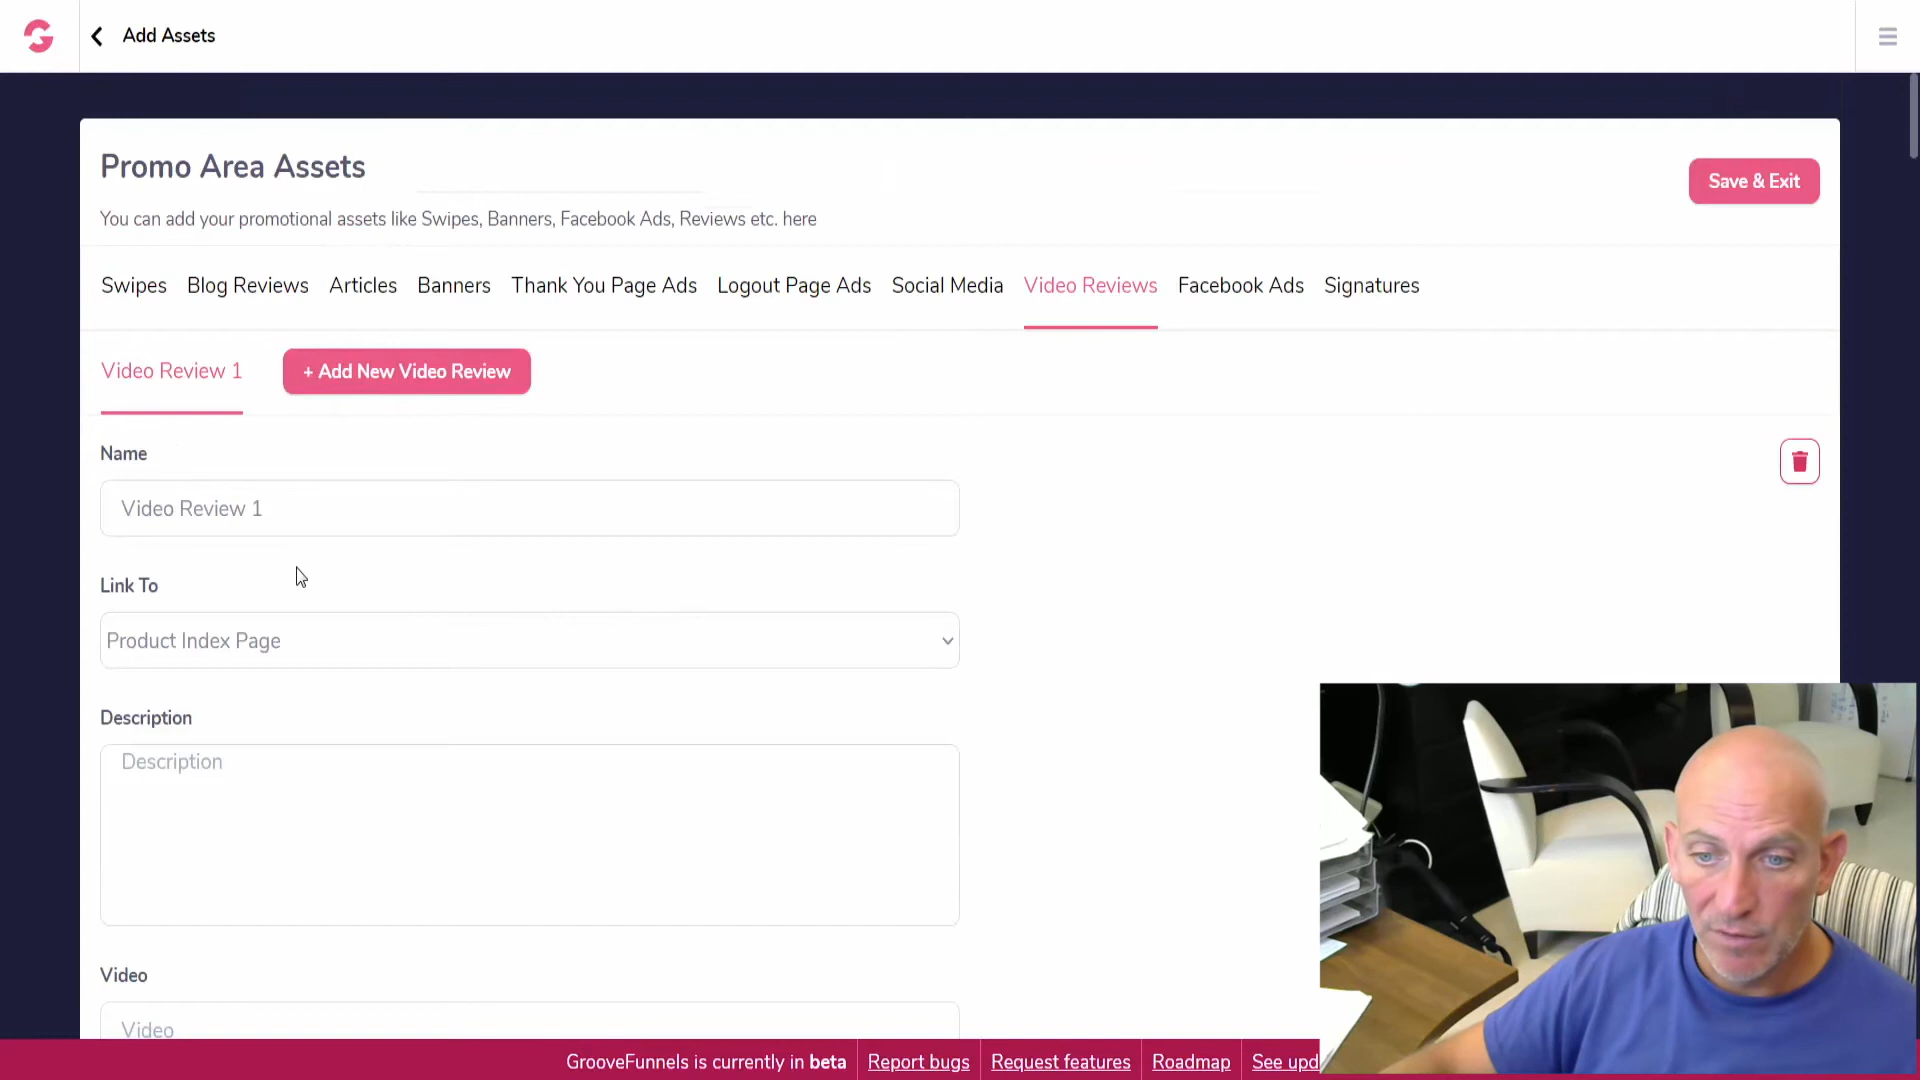 Add Assets
Promo Area Assets
Save & Exit
You can add your promotional assets like Swipes, Banners, Facebook Ads, Reviews etc. here
Swipes Blog Reviews Articles Banners Thank You Page Ads Logout Page Ads Social Media Video Reviews Facebook Ads Signatures
Video Review 1 + Add New Video Review
Name
Video Review 1
Link To
Product Index Page
Description
Description
Video
Video
GrooveFunnels is currently in beta Report bugs Request features Roadmap See upd